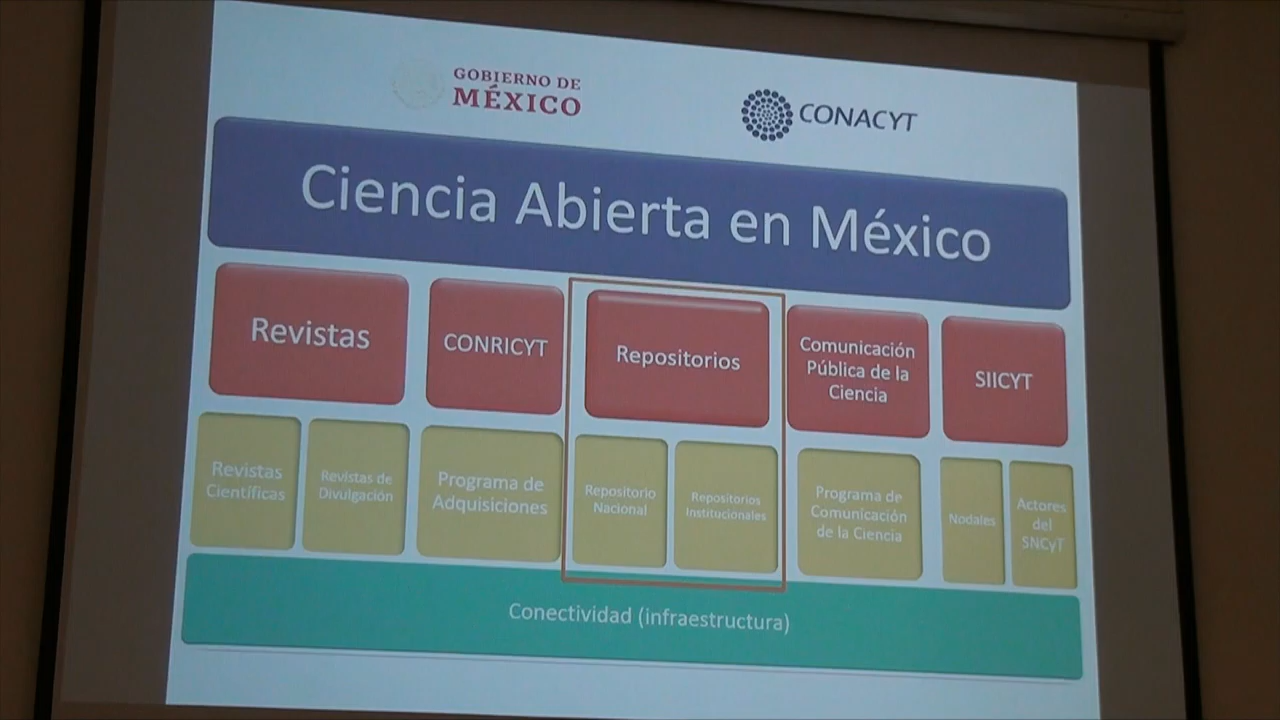 GOBIERNO DE
MÉXICO
CONACYT
Ciencia Abierta en México
Revistas
CONRICYT
Repositorios
Comunicación
Pública de la
Ciencia
SIICYT
Revistas
Científicas
Revistas de
Divulgación
Programa de
Adquisiciones
Repositorio
Nacional
Repositorios
Institucionales
Programa de
Comunicación
de la Ciencia
Nodales
Actores
del
SNCyT
Conectividad (infraestructura)